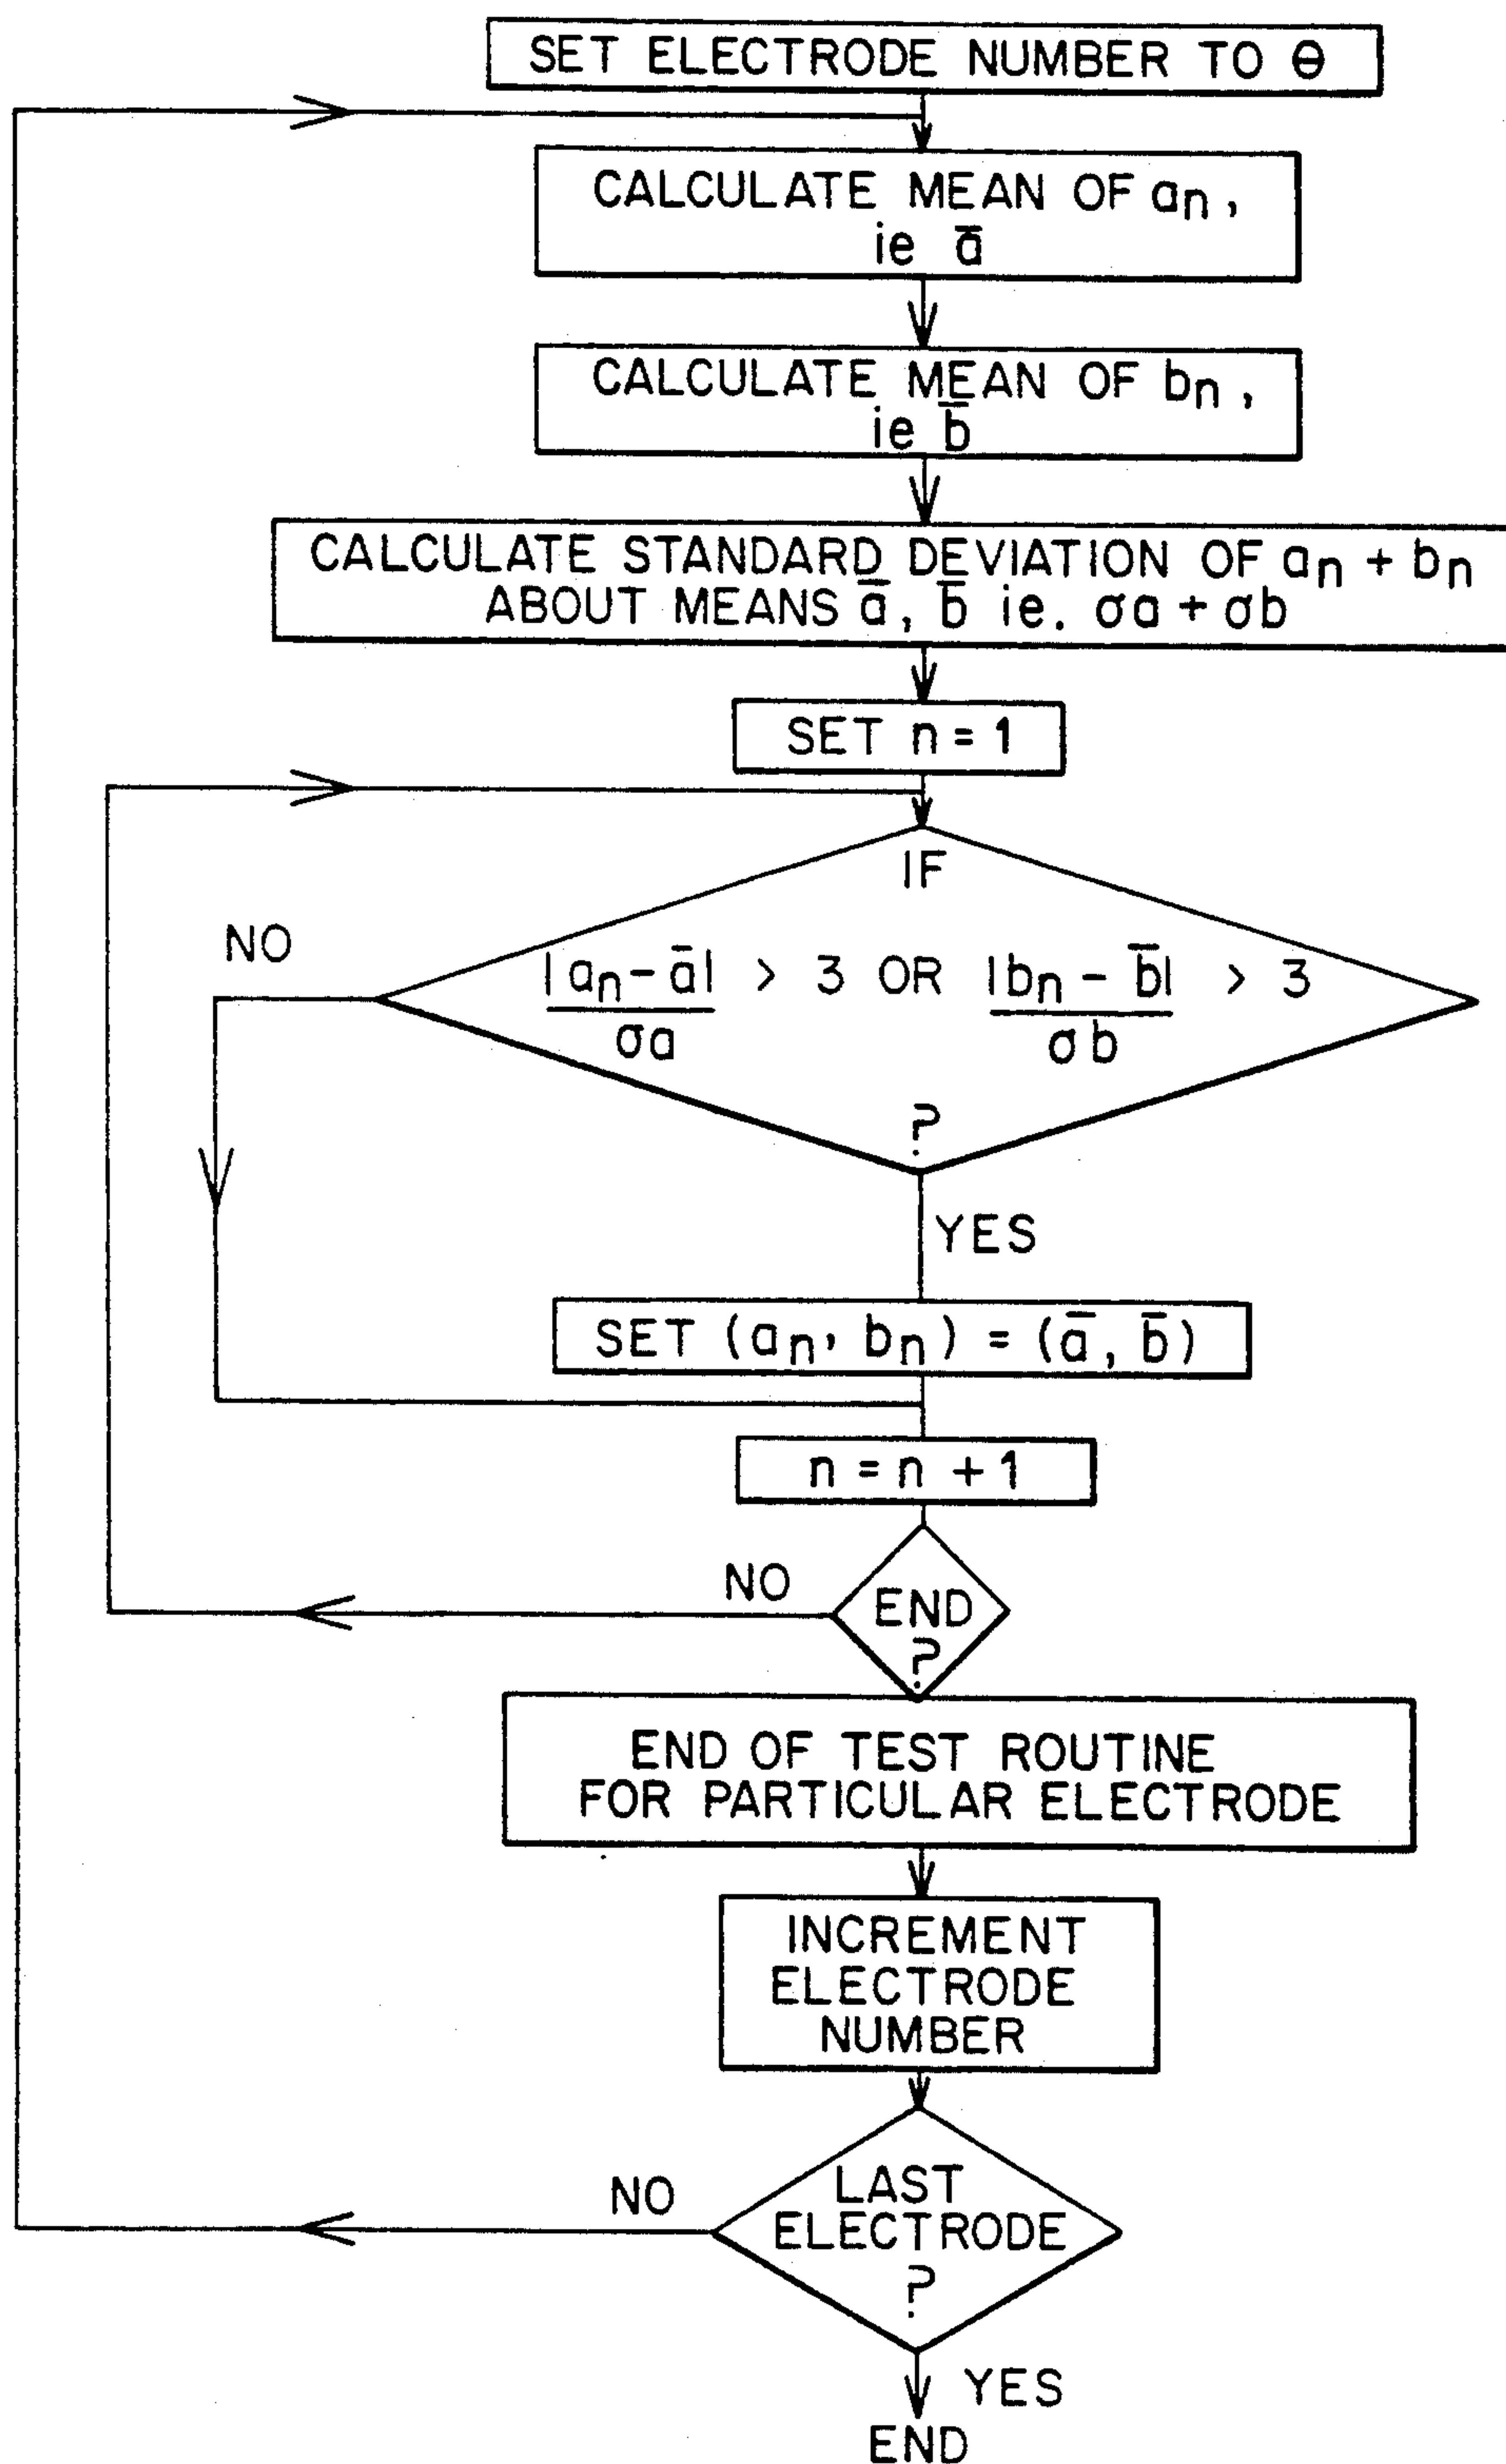 SET ELECTRODE NUMBER TO Θ
CALCULATE MEAN OF an,
ie ā
CALCULATE MEAN OF bn,
ie b̄
CALCULATE STANDARD DEVIATION OF an + bn
ABOUT MEANS ā, b̄ ie. σa + σb
SET n = 1
IF
NO
|an - ā| / σa > 3 OR |bn - b̄| / σb > 3
?
YES
SET (an, bn) = (ā, b̄)
n = n + 1
NO
END
?
END OF TEST ROUTINE
FOR PARTICULAR ELECTRODE
INCREMENT
ELECTRODE
NUMBER
NO
LAST
ELECTRODE
?
YES
END